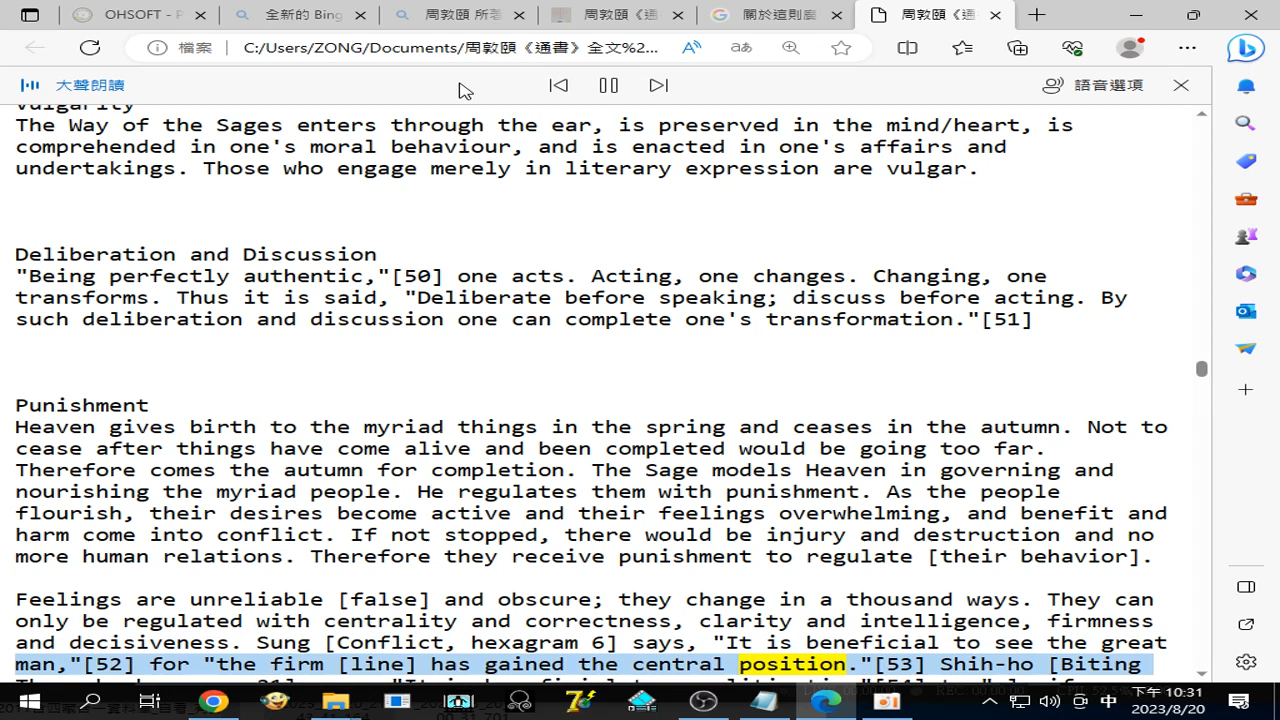 OHSOFT - P
全新的 Bing
周敦頤 所著
周敦頤《通
關於這則廳
周敦頤《通
檔案
C:/Users/ZONG/Documents/周敦頤《通書》全文%2...
大聲朗讀
語音選項
Vulgarity
The Way of the Sages enters through the ear, is preserved in the mind/heart, is
comprehended in one's moral behaviour, and is enacted in one's affairs and
undertakings. Those who engage merely in literary expression are vulgar.
Deliberation and Discussion
"Being perfectly authentic,"[50] one acts. Acting, one changes. Changing, one
transforms. Thus it is said, "Deliberate before speaking; discuss before acting. By
such deliberation and discussion one can complete one's transformation."[51]
Punishment
Heaven gives birth to the myriad things in the spring and ceases in the autumn. Not to
cease after things have come alive and been completed would be going too far.
Therefore comes the autumn for completion. The Sage models Heaven in governing and
nourishing the myriad people. He regulates them with punishment. As the people
flourish, their desires become active and their feelings overwhelming, and benefit and
harm come into conflict. If not stopped, there would be injury and destruction and no
more human relations. Therefore they receive punishment to regulate [their behavior].
Feelings are unreliable [false] and obscure; they change in a thousand ways. They can
only be regulated with centrality and correctness, clarity and intelligence, firmness
and decisiveness. Sung [Conflict, hexagram 6] says, "It is beneficial to see the great
man,"[52] for "the firm [line] has gained the central position."[53] Shih-ho [Biting
中
下午 10:31
2023/8/20